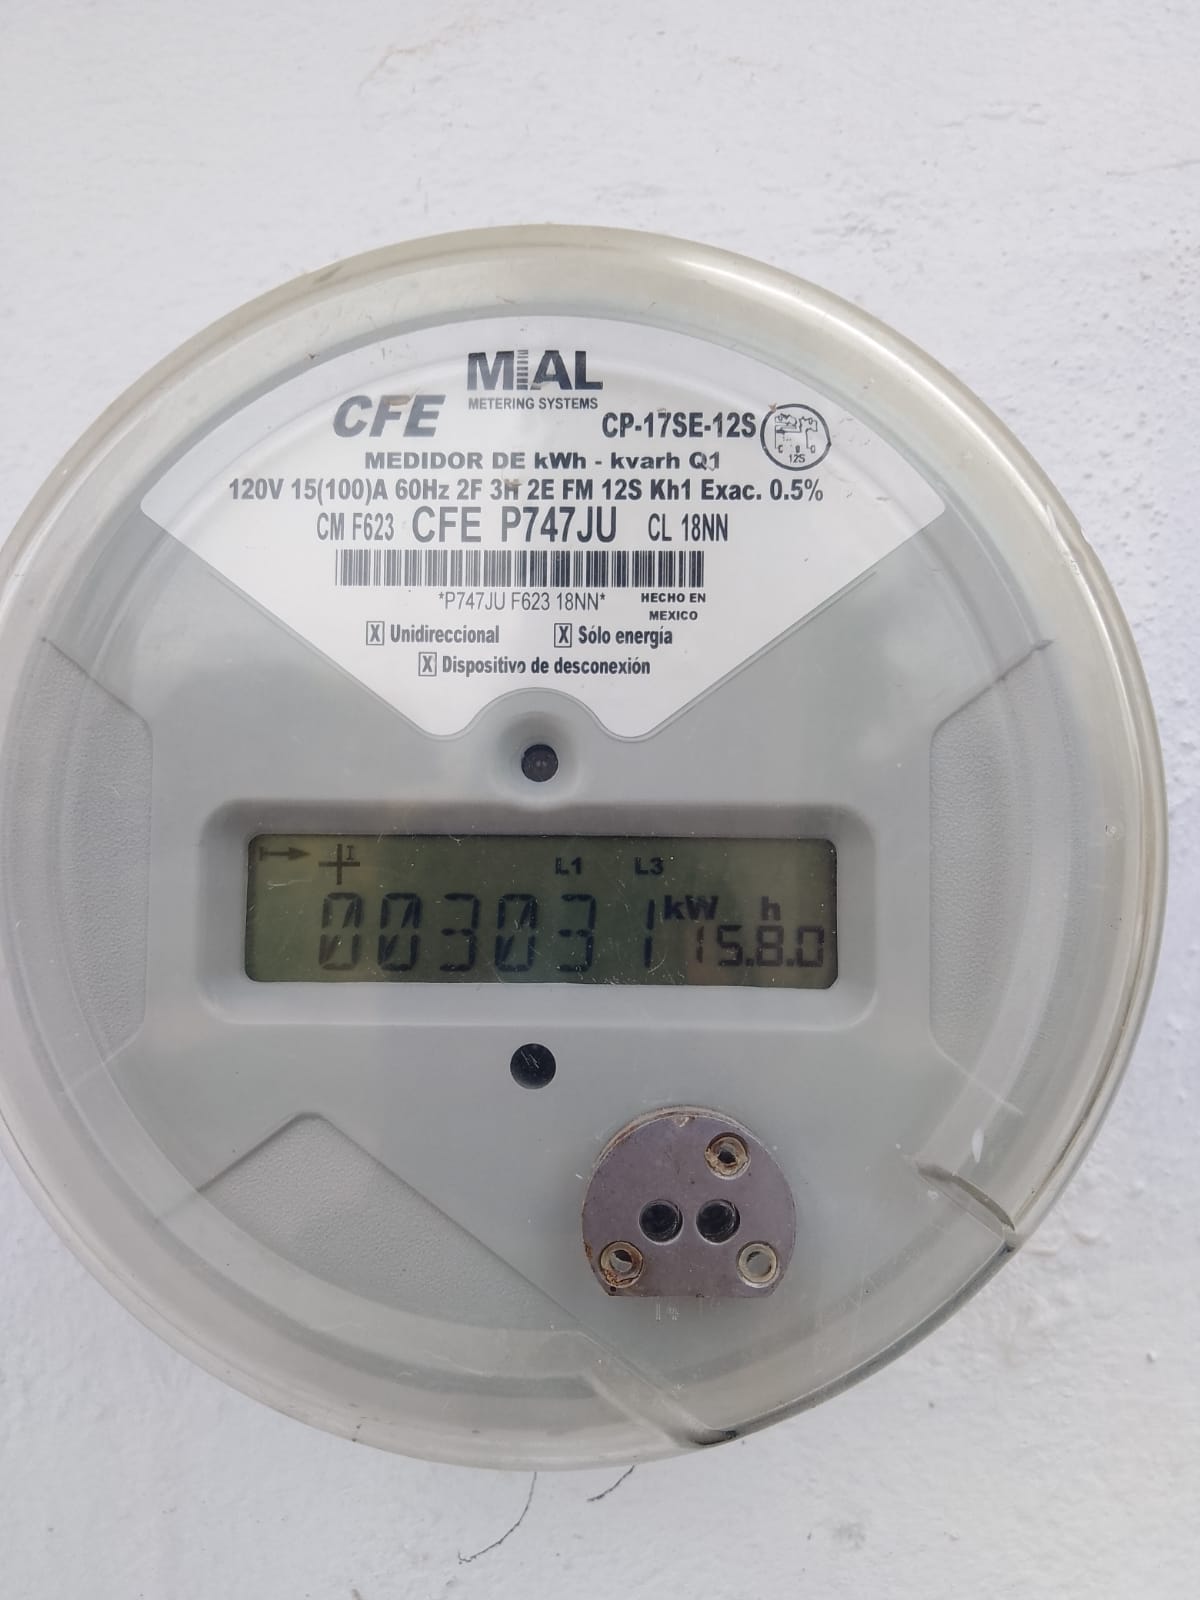 MIAL
METERING SYSTEMS
CFE
CP-17SE-12S
12S
MEDIDOR DE kWh - kvarh Q1
120V 15(100)A 60Hz 2F 3H 2E FM 12S Kh1 Exac. 0.5%
CM F623 CFE P747JU CL 18NN
*P747JU F623 18NN*
HECHO EN
MEXICO
X Unidireccional X Sólo energía
X Dispositivo de desconexión
L1 L3
003031 kW h 15.8.0